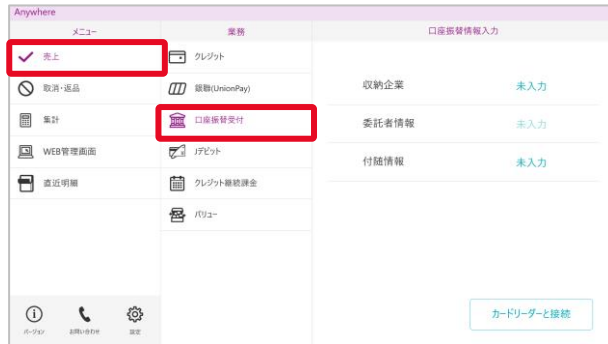 Anywhere
メニュー
業務
口座振替情報入力
売上
クレジット
取消・返品
銀聯(UnionPay)
収納企業
未入力
集計
口座振替受付
委託者情報
未入力
WEB管理画面
Jデビット
付随情報
未入力
直近明細
クレジット継続課金
バリュー
バージョン
お問い合わせ
設定
カードリーダーと接続